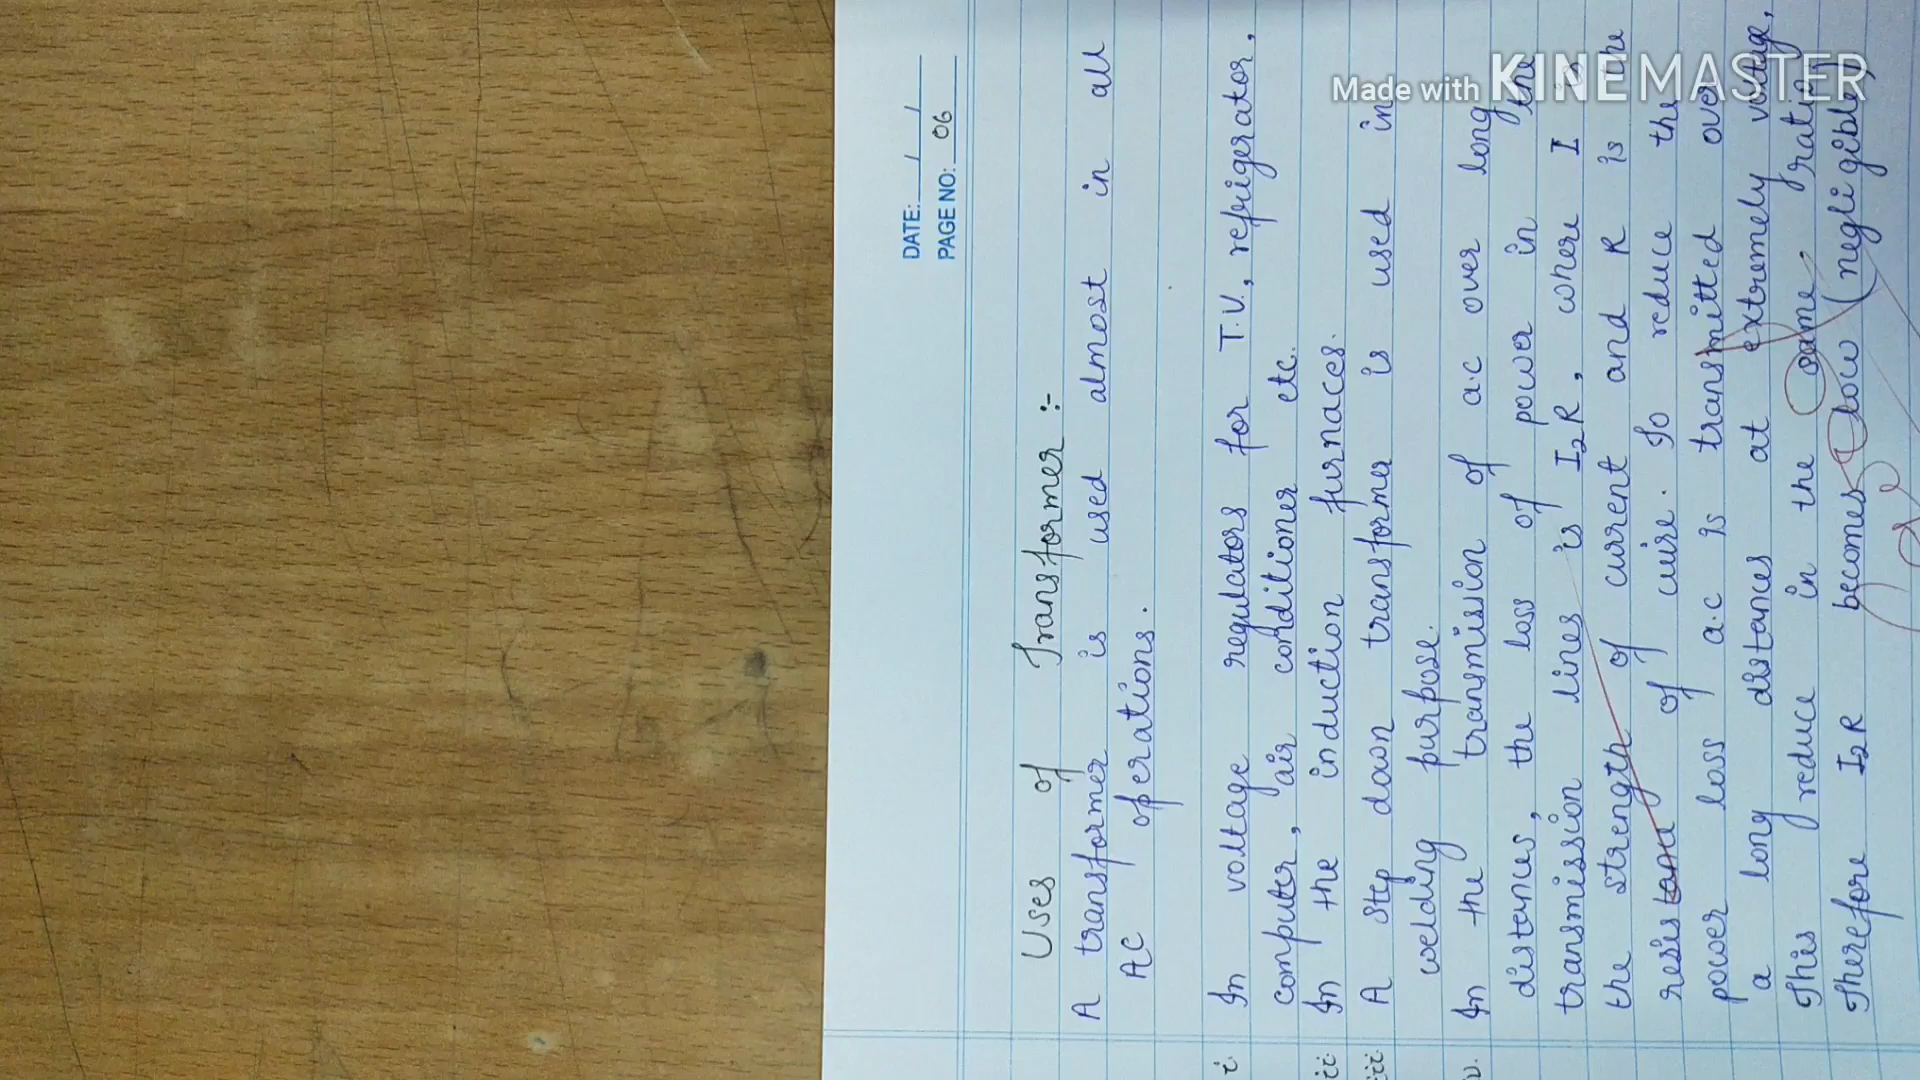 Made with KINEMASTER
DATE: / /
PAGE NO: 06
Uses of Transformer :-
A transformer is used almost in all
AC operations.
i. In voltage regulators for T.V., refrigerator,
computer, air conditioner etc.
ii. In the induction furnaces.
iii. A step down transformer is used in
welding purpose.
iv. In the transmission of a.c over long
distances, the loss of power in the
transmission lines is I2R, where I is
the strength of current and R is the
resistance of wire. To reduce the
power loss a.c is transmitted over
a long distances at extremely voltage,
This reduce in the same ratio.
Therefore I2R becomes low (negligible)